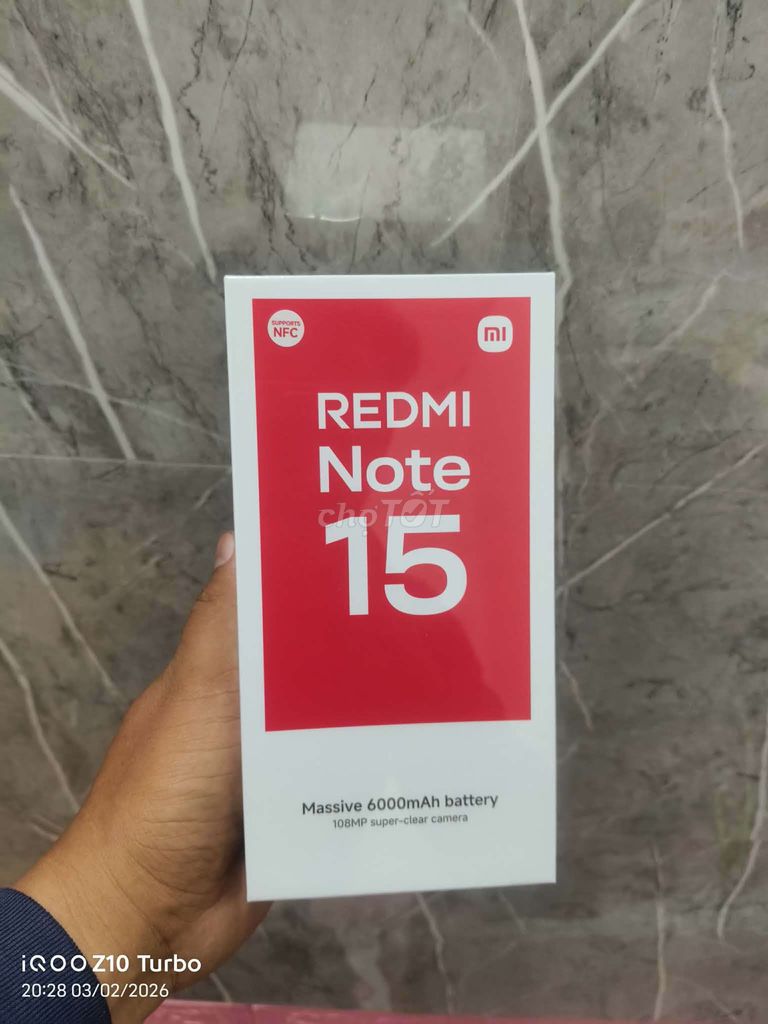 SUPPORTS
NFC
mi
REDMI
Note
15
chợTỐT
Massive 6000mAh battery
108MP super-clear camera
iQOO Z10 Turbo
20:28 03/02/2026